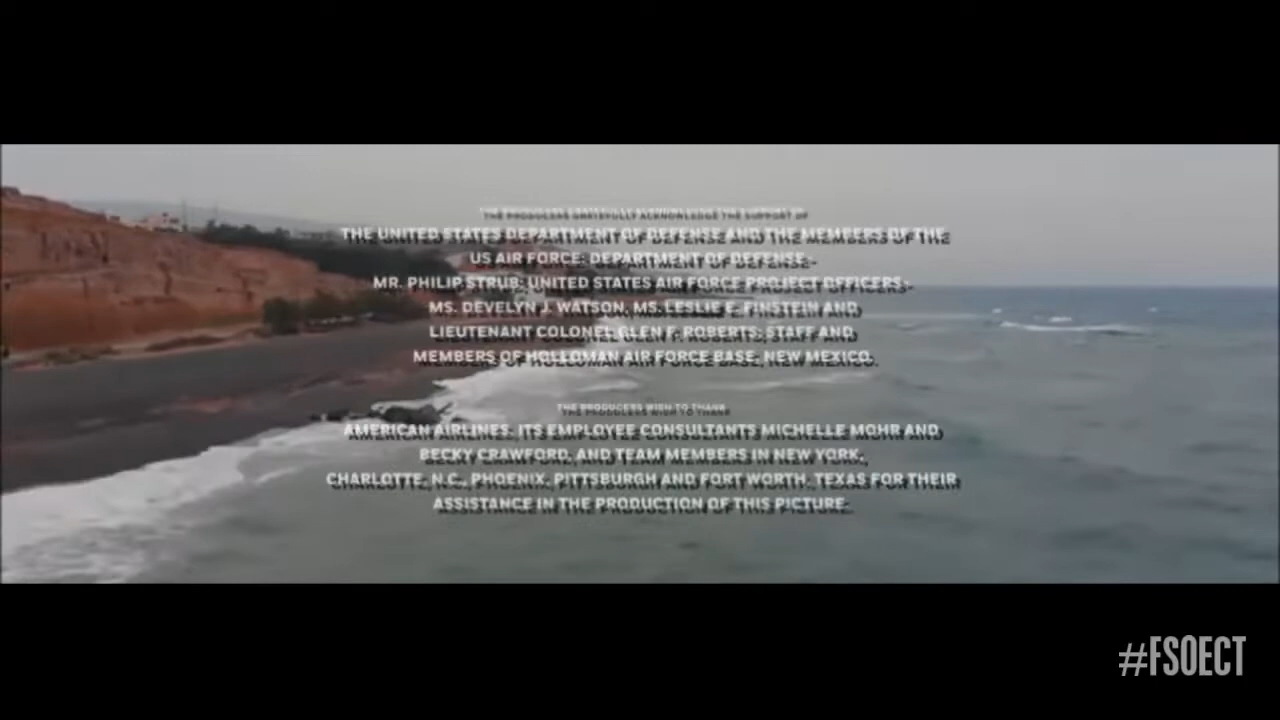 THE PRODUCERS GRATEFULLY ACKNOWLEDGE THE SUPPORT OF
THE UNITED STATES DEPARTMENT OF DEFENSE AND THE MEMBERS OF THE
US AIR FORCE: DEPARTMENT OF DEFENSE-
MR. PHILIP STRUB; UNITED STATES AIR FORCE PROJECT OFFICERS-
MS. DEVELYN J. WATSON, MS. LESLIE E. FINSTEIN AND
LIEUTENANT COLONEL GLEN F. ROBERTS; STAFF AND
MEMBERS OF HOLLOMAN AIR FORCE BASE, NEW MEXICO.
THE PRODUCERS WISH TO THANK
AMERICAN AIRLINES, ITS EMPLOYEE CONSULTANTS MICHELLE MOHR AND
BECKY CRAWFORD, AND TEAM MEMBERS IN NEW YORK,
CHARLOTTE, N.C., PHOENIX, PITTSBURGH AND FORT WORTH, TEXAS FOR THEIR
ASSISTANCE IN THE PRODUCTION OF THIS PICTURE.
#FSOECT